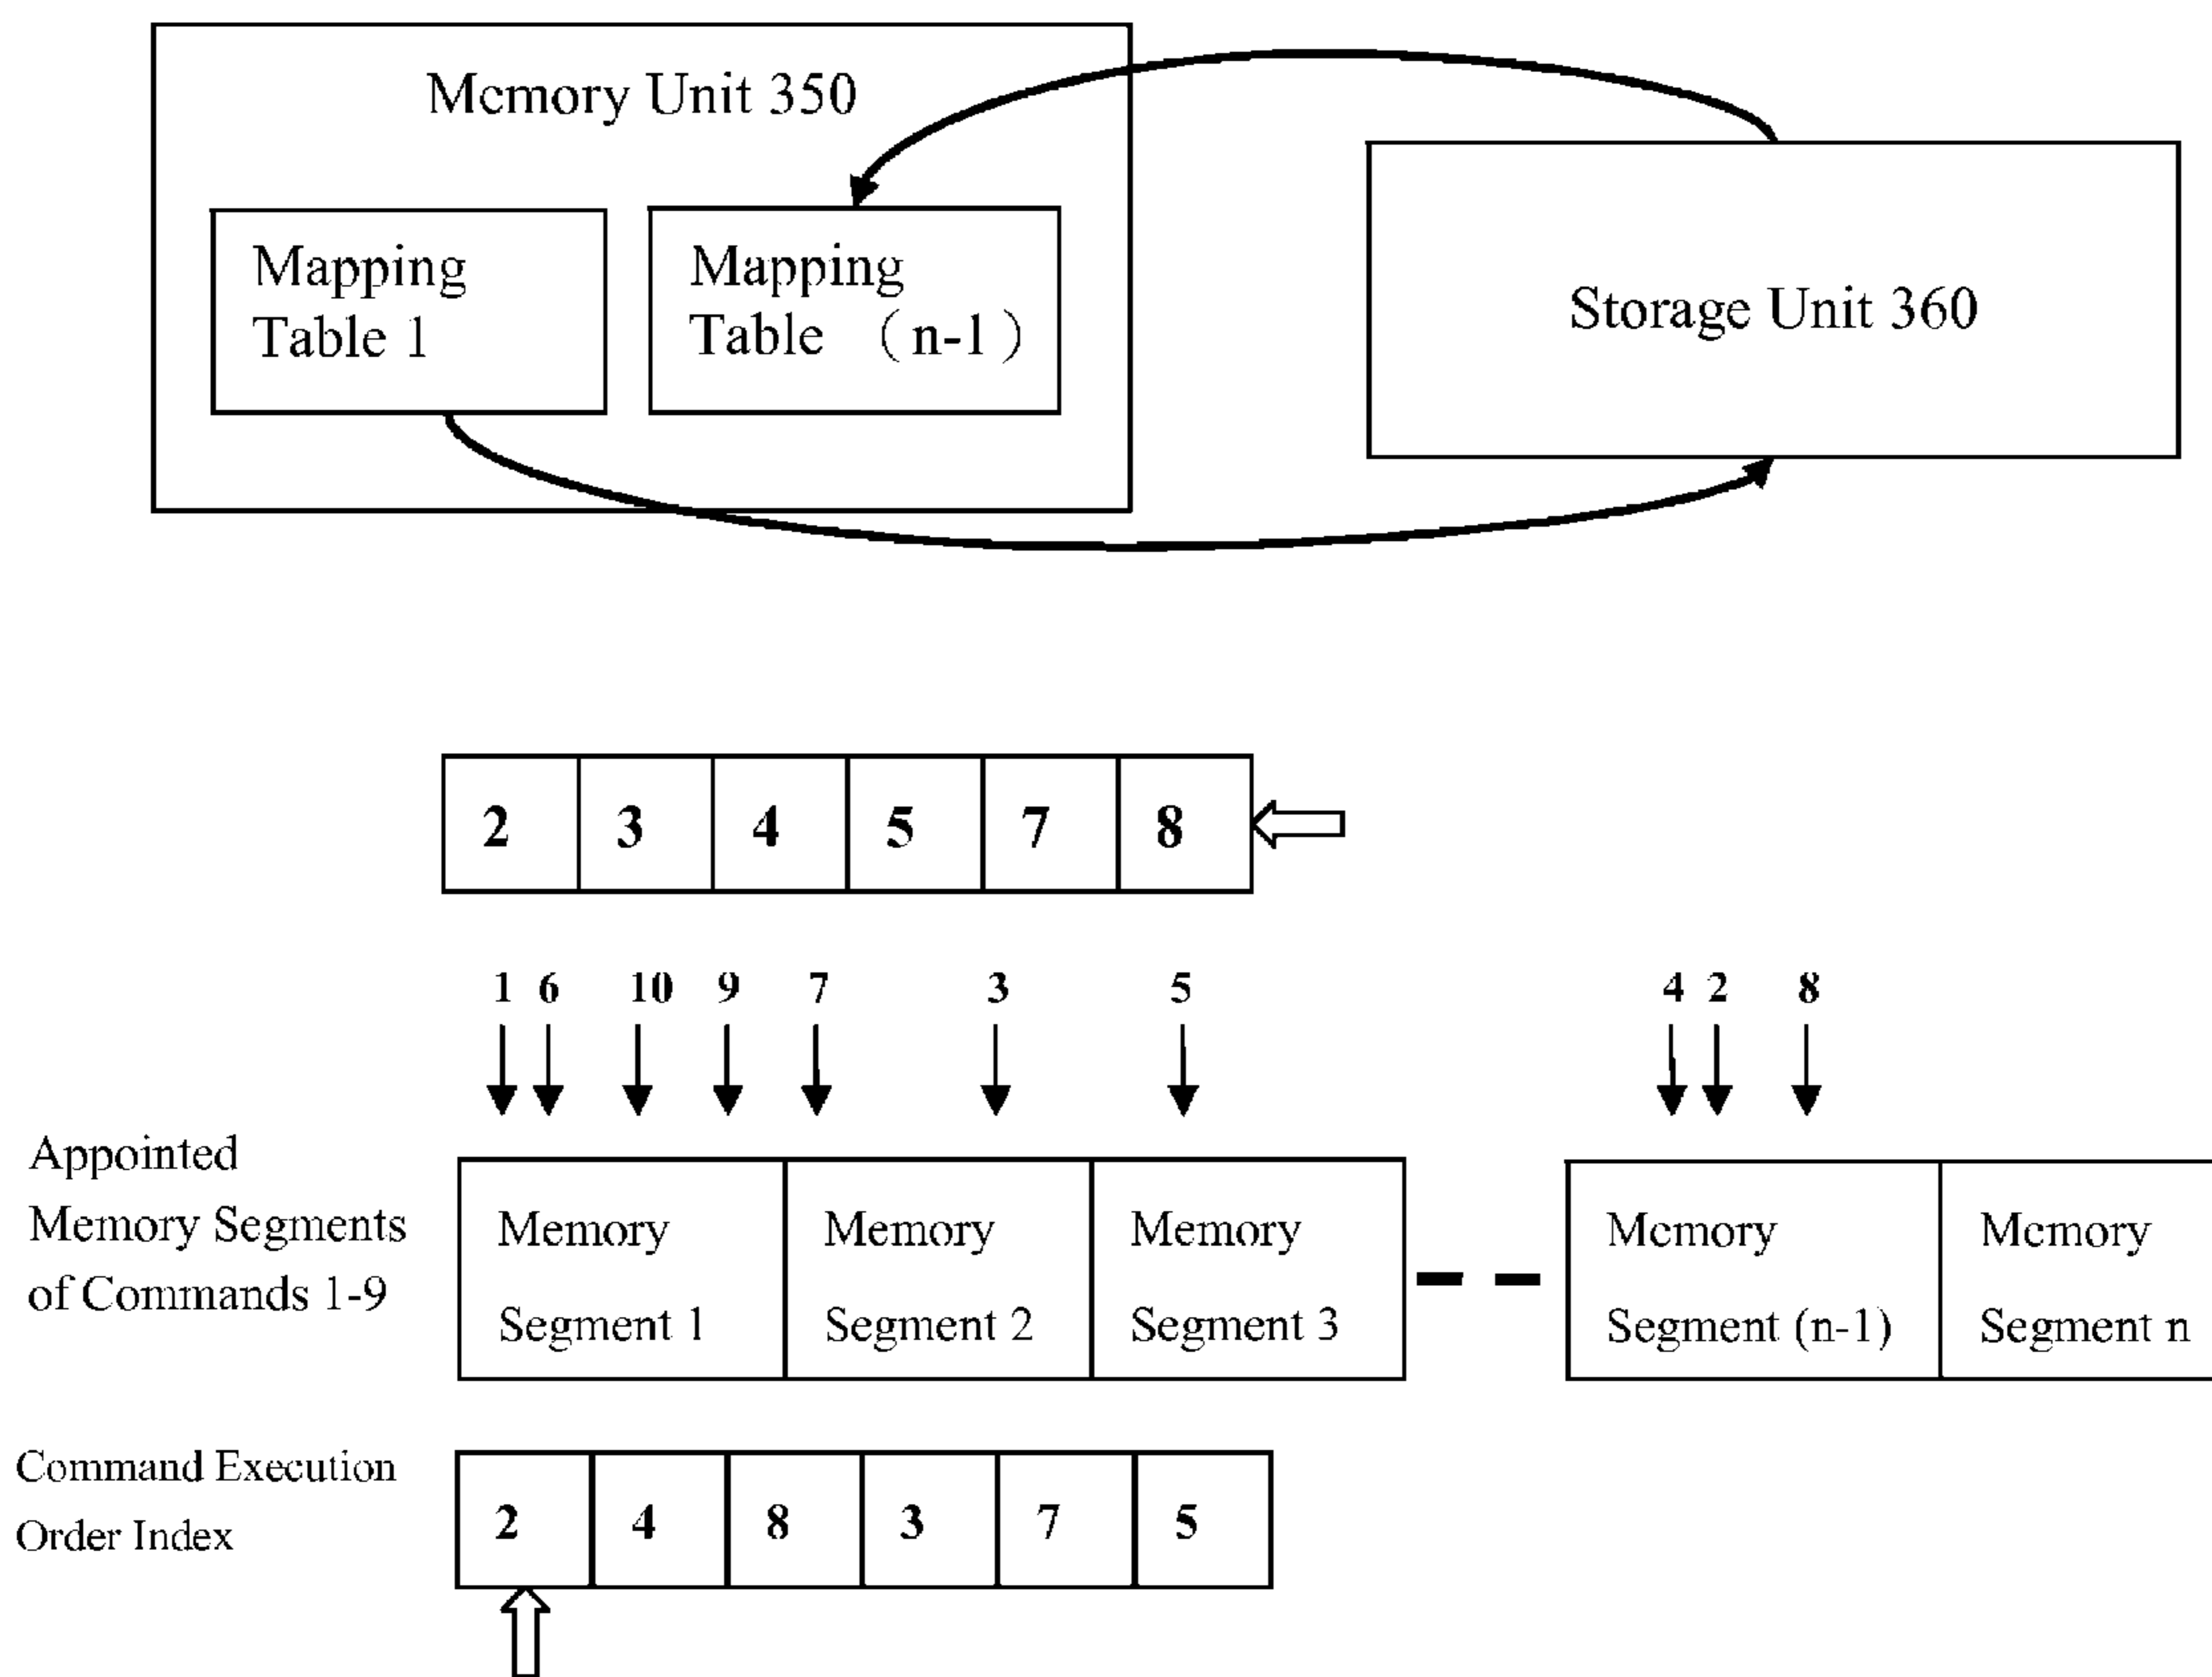 Memory Unit 350
Mapping
Table 1
Mapping
Table （n-1）
Storage Unit 360
2 3 4 5 7 8
1 6 10 9 7 3 5 4 2 8
Appointed
Memory Segments
of Commands 1-9
Memory
Segment 1
Memory
Segment 2
Memory
Segment 3
Memory
Segment (n-1)
Memory
Segment n
Command Execution
Order Index
2 4 8 3 7 5